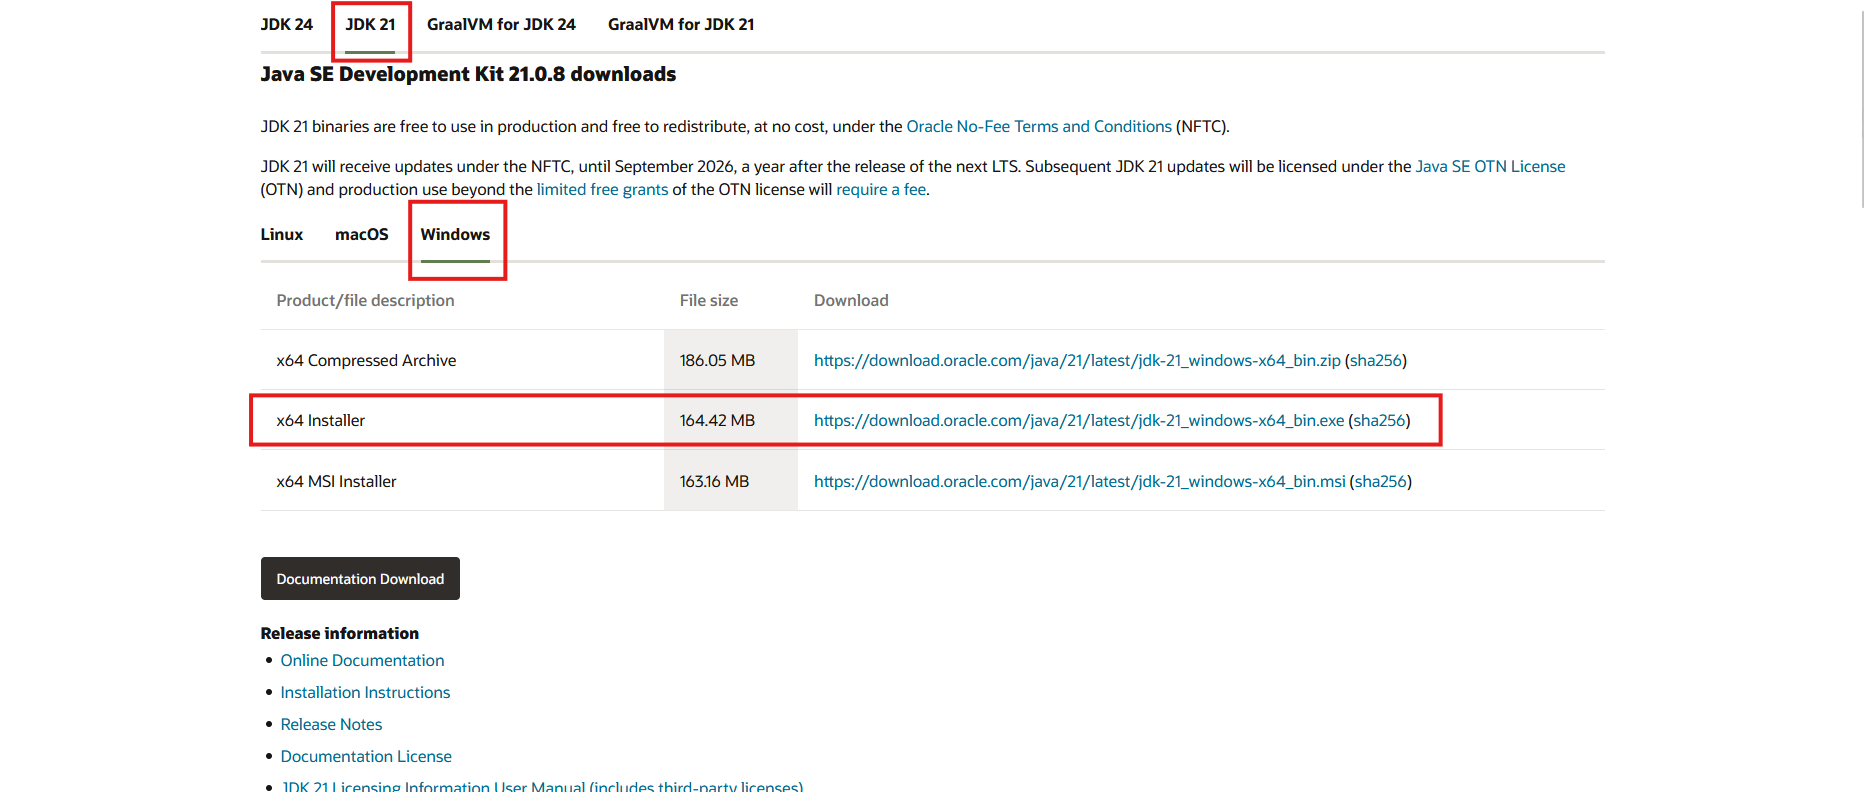 JDK 24 JDK 21 GraalVM for JDK 24 GraalVM for JDK 21
Java SE Development Kit 21.0.8 downloads
JDK 21 binaries are free to use in production and free to redistribute, at no cost, under the Oracle No-Fee Terms and Conditions (NFTC).
JDK 21 will receive updates under the NFTC, until September 2026, a year after the release of the next LTS. Subsequent JDK 21 updates will be licensed under the Java SE OTN License
(OTN) and production use beyond the limited free grants of the OTN license will require a fee.
Linux macOS Windows
Product/file description File size Download
x64 Compressed Archive 186.05 MB https://download.oracle.com/java/21/latest/jdk-21_windows-x64_bin.zip (sha256)
x64 Installer 164.42 MB https://download.oracle.com/java/21/latest/jdk-21_windows-x64_bin.exe (sha256)
x64 MSI Installer 163.16 MB https://download.oracle.com/java/21/latest/jdk-21_windows-x64_bin.msi (sha256)
Documentation Download
Release information
• Online Documentation
• Installation Instructions
• Release Notes
• Documentation License
• JDK 21 Licensing Information User Manual (includes third-party licenses)